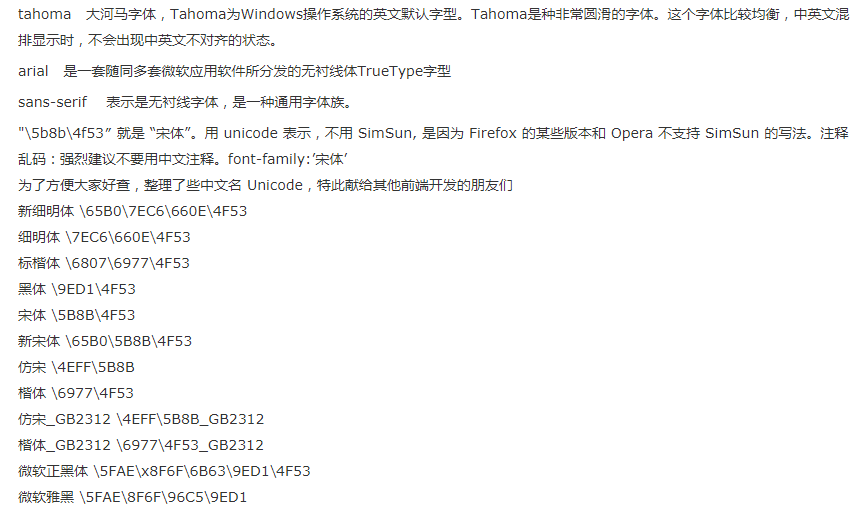 tahoma 大河马字体，Tahoma为Windows操作系统的英文默认字型。Tahoma是种非常圆滑的字体。这个字体比较均衡，中英文混
排显示时，不会出现中英文不对齐的状态。
arial 是一套随同多套微软应用软件所分发的无衬线体TrueType字型
sans-serif 表示是无衬线字体，是一种通用字体族。
"\5b8b\4f53″ 就是 “宋体”。用 unicode 表示，不用 SimSun, 是因为 Firefox 的某些版本和 Opera 不支持 SimSun 的写法。注释
乱码：强烈建议不要用中文注释。font-family:’宋体’
为了方便大家好查，整理了些中文名 Unicode，特此献给其他前端开发的朋友们
新细明体 \65B0\7EC6\660E\4F53
细明体 \7EC6\660E\4F53
标楷体 \6807\6977\4F53
黑体 \9ED1\4F53
宋体 \5B8B\4F53
新宋体 \65B0\5B8B\4F53
仿宋 \4EFF\5B8B
楷体 \6977\4F53
仿宋_GB2312 \4EFF\5B8B_GB2312
楷体_GB2312 \6977\4F53_GB2312
微软正黑体 \5FAE\x8F6F\6B63\9ED1\4F53
微软雅黑 \5FAE\8F6F\96C5\9ED1